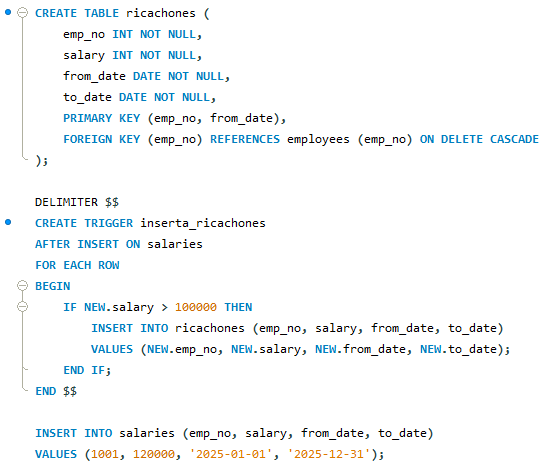 CREATE TABLE ricachones (
    emp_no INT NOT NULL,
    salary INT NOT NULL,
    from_date DATE NOT NULL,
    to_date DATE NOT NULL,
    PRIMARY KEY (emp_no, from_date),
    FOREIGN KEY (emp_no) REFERENCES employees (emp_no) ON DELETE CASCADE
);

DELIMITER $$
CREATE TRIGGER inserta_ricachones
AFTER INSERT ON salaries
FOR EACH ROW
BEGIN
    IF NEW.salary > 100000 THEN
        INSERT INTO ricachones (emp_no, salary, from_date, to_date)
        VALUES (NEW.emp_no, NEW.salary, NEW.from_date, NEW.to_date);
    END IF;
END $$

INSERT INTO salaries (emp_no, salary, from_date, to_date)
VALUES (1001, 120000, '2025-01-01', '2025-12-31');